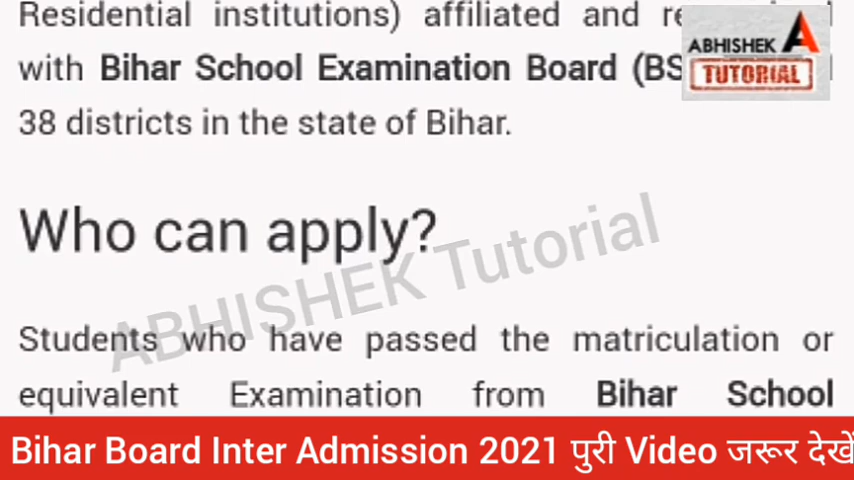 Residential institutions) affiliated and
with Bihar School Examination Board (BS
38 districts in the state of Bihar.
ABHISHEK A
TUTORIAL
Who can apply?
ABHISHEK Tutorial
Students who have passed the matriculation or
equivalent Examination from Bihar School
Bihar Board Inter Admission 2021 पुरी Video जरूर देखें